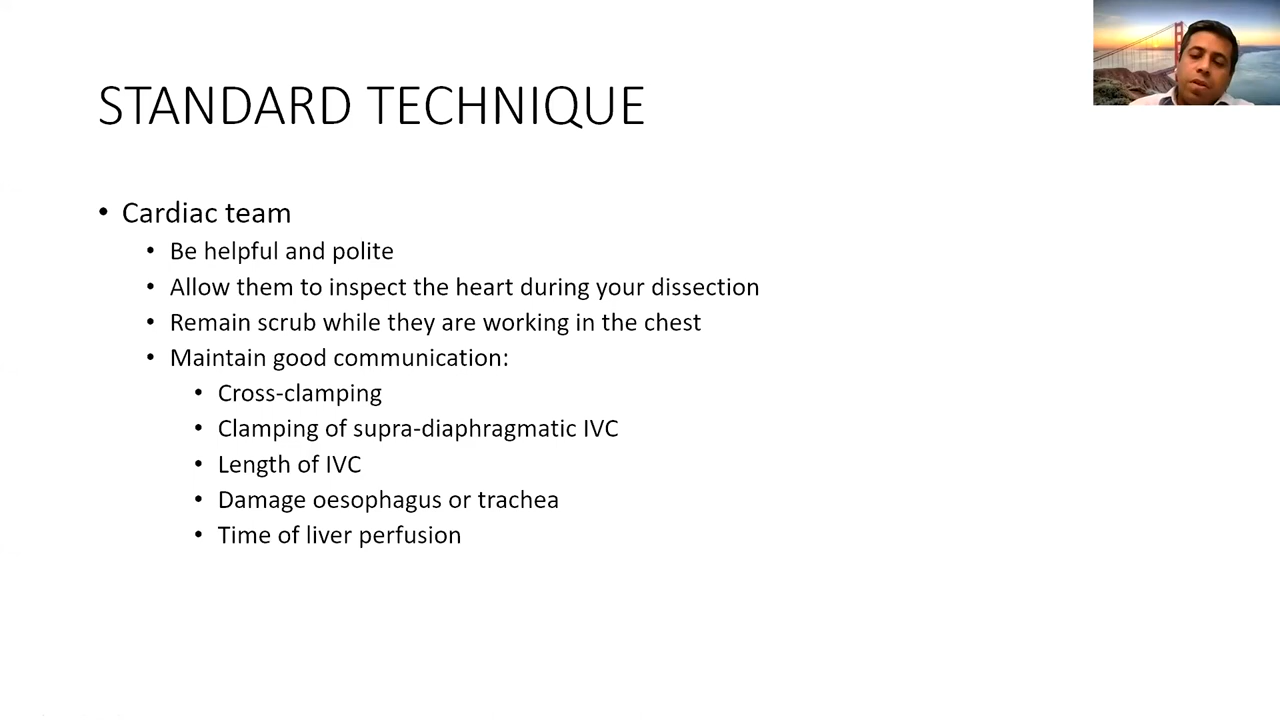 STANDARD TECHNIQUE
• Cardiac team
• Be helpful and polite
• Allow them to inspect the heart during your dissection
• Remain scrub while they are working in the chest
• Maintain good communication:
• Cross-clamping
• Clamping of supra-diaphragmatic IVC
• Length of IVC
• Damage oesophagus or trachea
• Time of liver perfusion